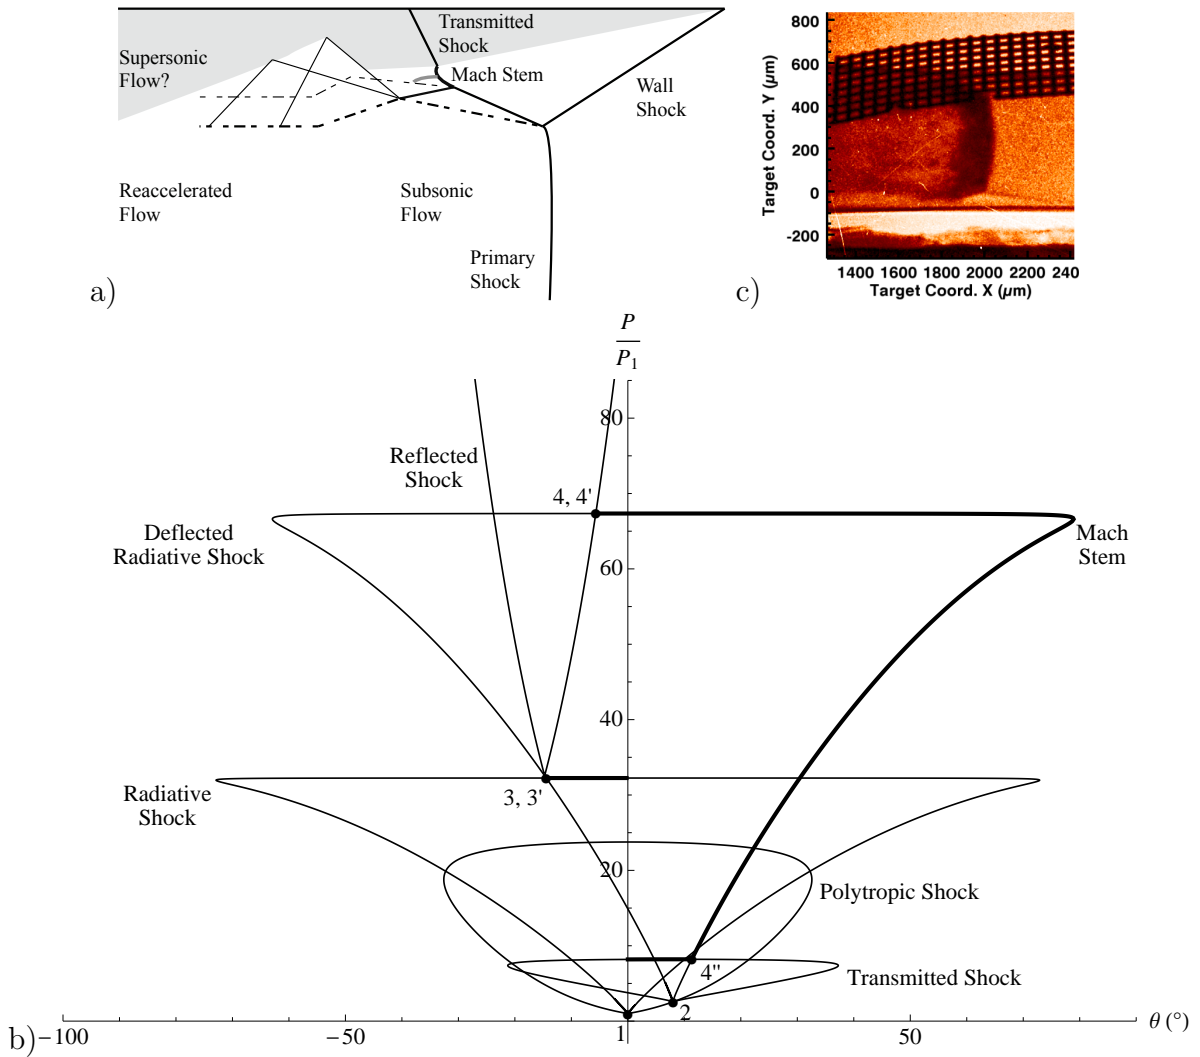 Supersonic
Flow?
Transmitted
Shock
Mach Stem
Wall
Shock
Reaccelerated
Flow
Subsonic
Flow
Primary
Shock
a)
800
600
400
200
0
-200
Target Coord. Y (μm)
1400 1600 1800 2000 2200 240
Target Coord. X (μm)
c)
P
P1
80
60
40
20
Reflected
Shock
4, 4'
Deflected
Radiative Shock
Mach
Stem
3, 3'
Radiative
Shock
Polytropic Shock
4"
Transmitted Shock
2
1
b)
-100 -50 50
θ (°)